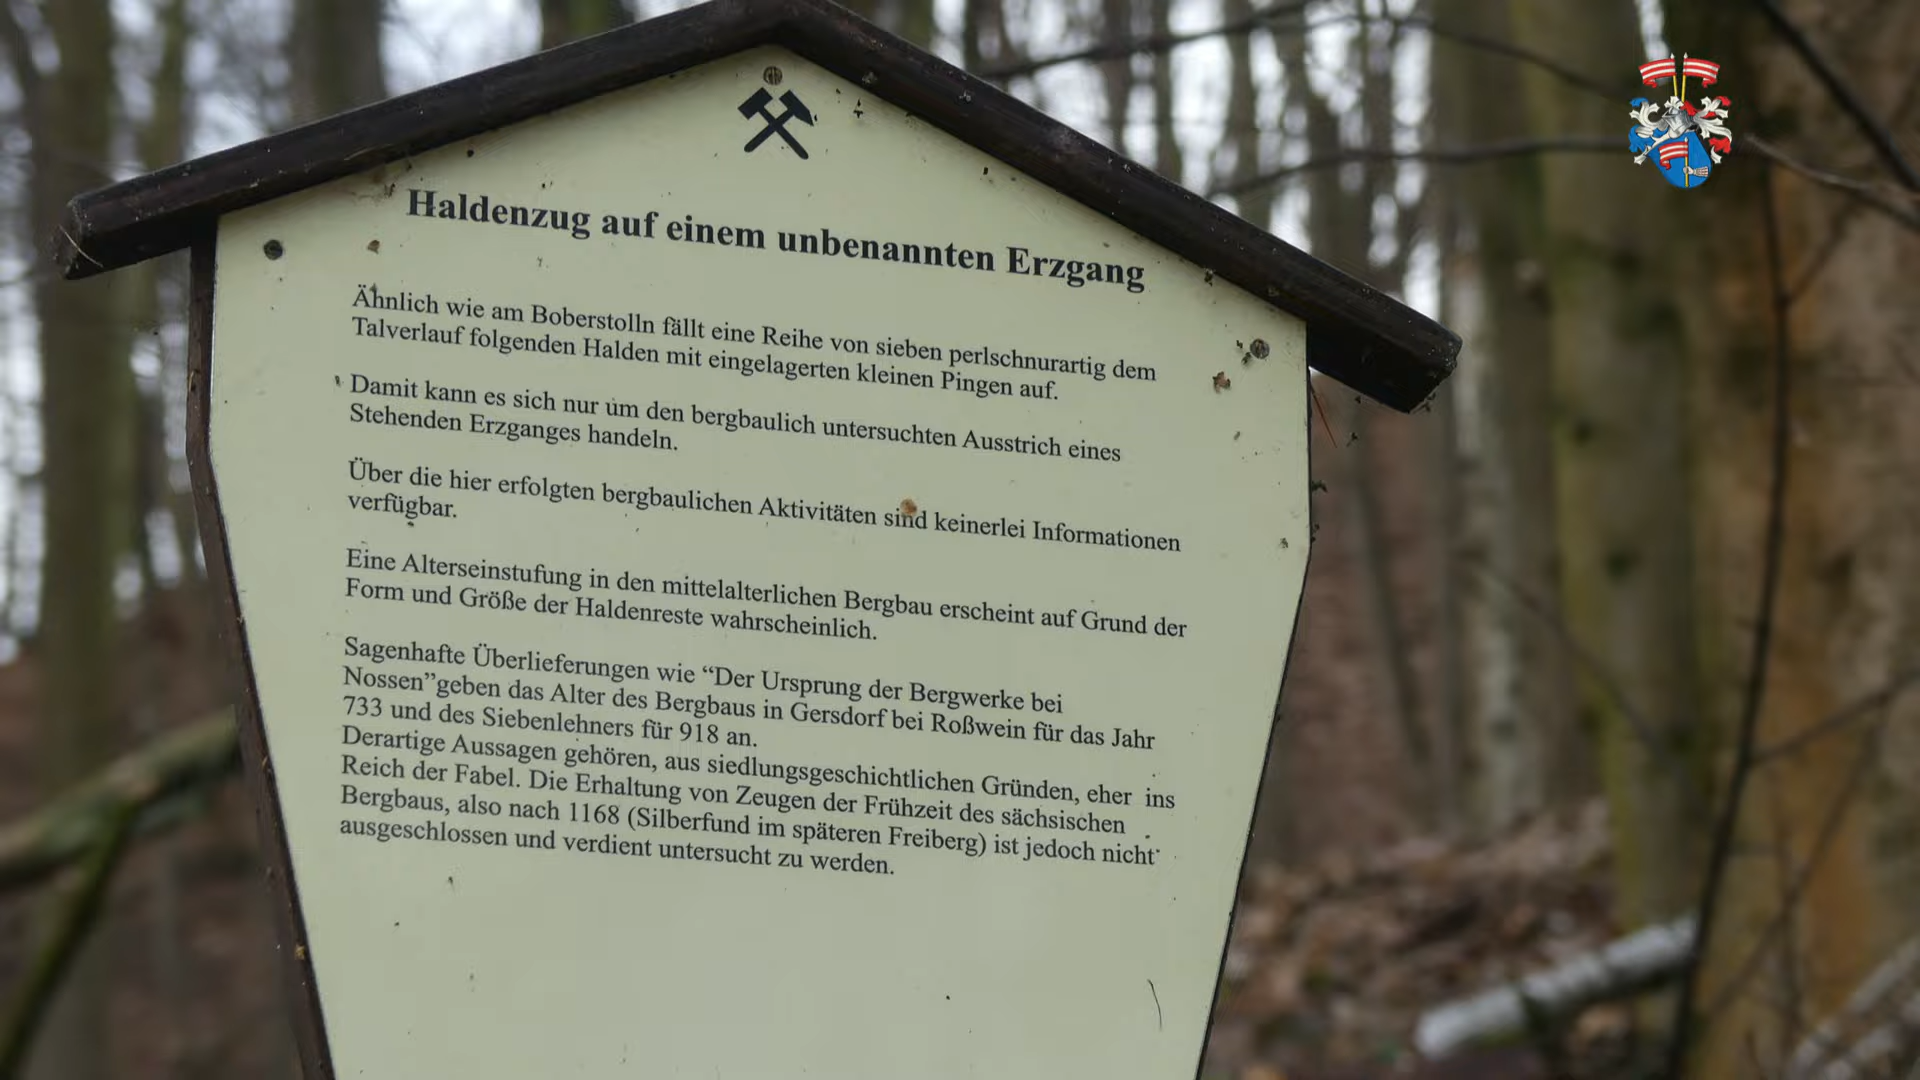 Haldenzug auf einem unbenannten Erzgang
Ähnlich wie am Boberstolln fällt eine Reihe von sieben perlschnurartig dem
Talverlauf folgenden Halden mit eingelagerten kleinen Pingen auf.
Damit kann es sich nur um den bergbaulich untersuchten Ausstrich eines
Stehenden Erzganges handeln.
Über die hier erfolgten bergbaulichen Aktivitäten sind keinerlei Informationen
verfügbar.
Eine Alterseinstufung in den mittelalterlichen Bergbau erscheint auf Grund der
Form und Größe der Haldenreste wahrscheinlich.
Sagenhafte Überlieferungen wie “Der Ursprung der Bergwerke bei
Nossen”geben das Alter des Bergbaus in Gersdorf bei Roßwein für das Jahr
733 und des Siebenlehners für 918 an.
Derartige Aussagen gehören, aus siedlungsgeschichtlichen Gründen, eher ins
Reich der Fabel. Die Erhaltung von Zeugen der Frühzeit des sächsischen
Bergbaus, also nach 1168 (Silberfund im späteren Freiberg) ist jedoch nicht
ausgeschlossen und verdient untersucht zu werden.